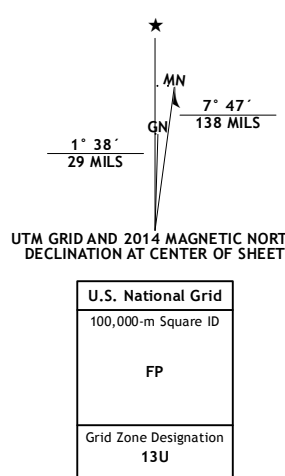 ★
MN
7° 47´
138 MILS
GN
1° 38´
29 MILS
UTM GRID AND 2014 MAGNETIC NORT
DECLINATION AT CENTER OF SHEET
U.S. National Grid
100,000-m Square ID
FP
Grid Zone Designation
13U